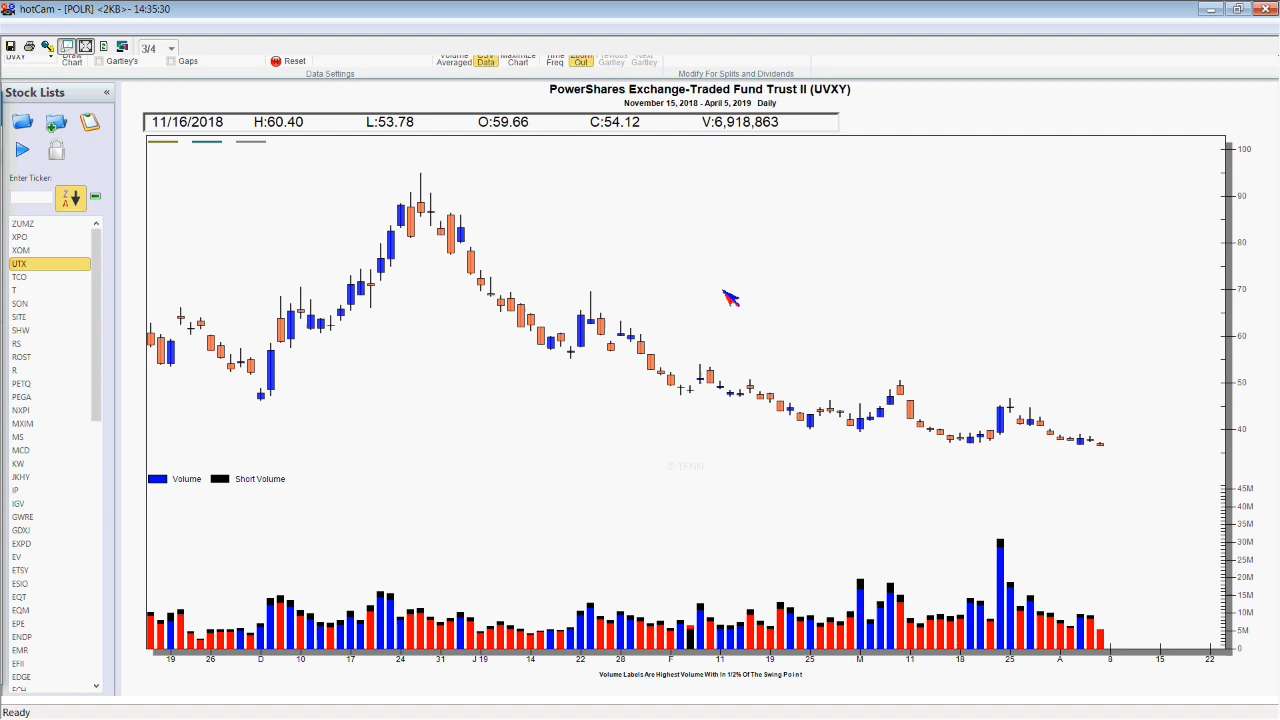 hotCam - [POLR] <2KB>- 14:35:30
3/4
UVXY Draw Chart Gartley's Gaps Reset Volume Averaged CSV Data Maximize Chart Time Freq Zoom Out Previous Gartley Next Gartley
Data Settings Modify For Splits and Dividends
Stock Lists «
PowerShares Exchange-Traded Fund Trust II (UVXY)
November 15, 2018 - April 5, 2019 Daily
11/16/2018 H:60.40 L:53.78 O:59.66 C:54.12 V:6,918,863
Enter Ticker:
Z A
ZUMZ
XPO
XOM
UTX
TCO
T
SON
SITE
SHW
RS
ROST
R
PETQ
PEGA
NXPI
MXIM
MS
MCD
KW
JKHY
IP
IGV
GWRE
GDXJ
EXPD
EV
ETSY
ESIO
EQT
EQM
EPE
ENDP
EMR
EFII
EDGE
ECH
100
90
80
70
60
50
40
© TFNN
Volume Short Volume
45M
40M
35M
30M
25M
20M
15M
10M
5M
0
19 26 D 10 17 24 31 J9 14 22 28 F 11 19 25 M 11 18 25 A 8 15 22
Volume Labels Are Highest Volume With In 1/2% Of The Swing Point
Ready